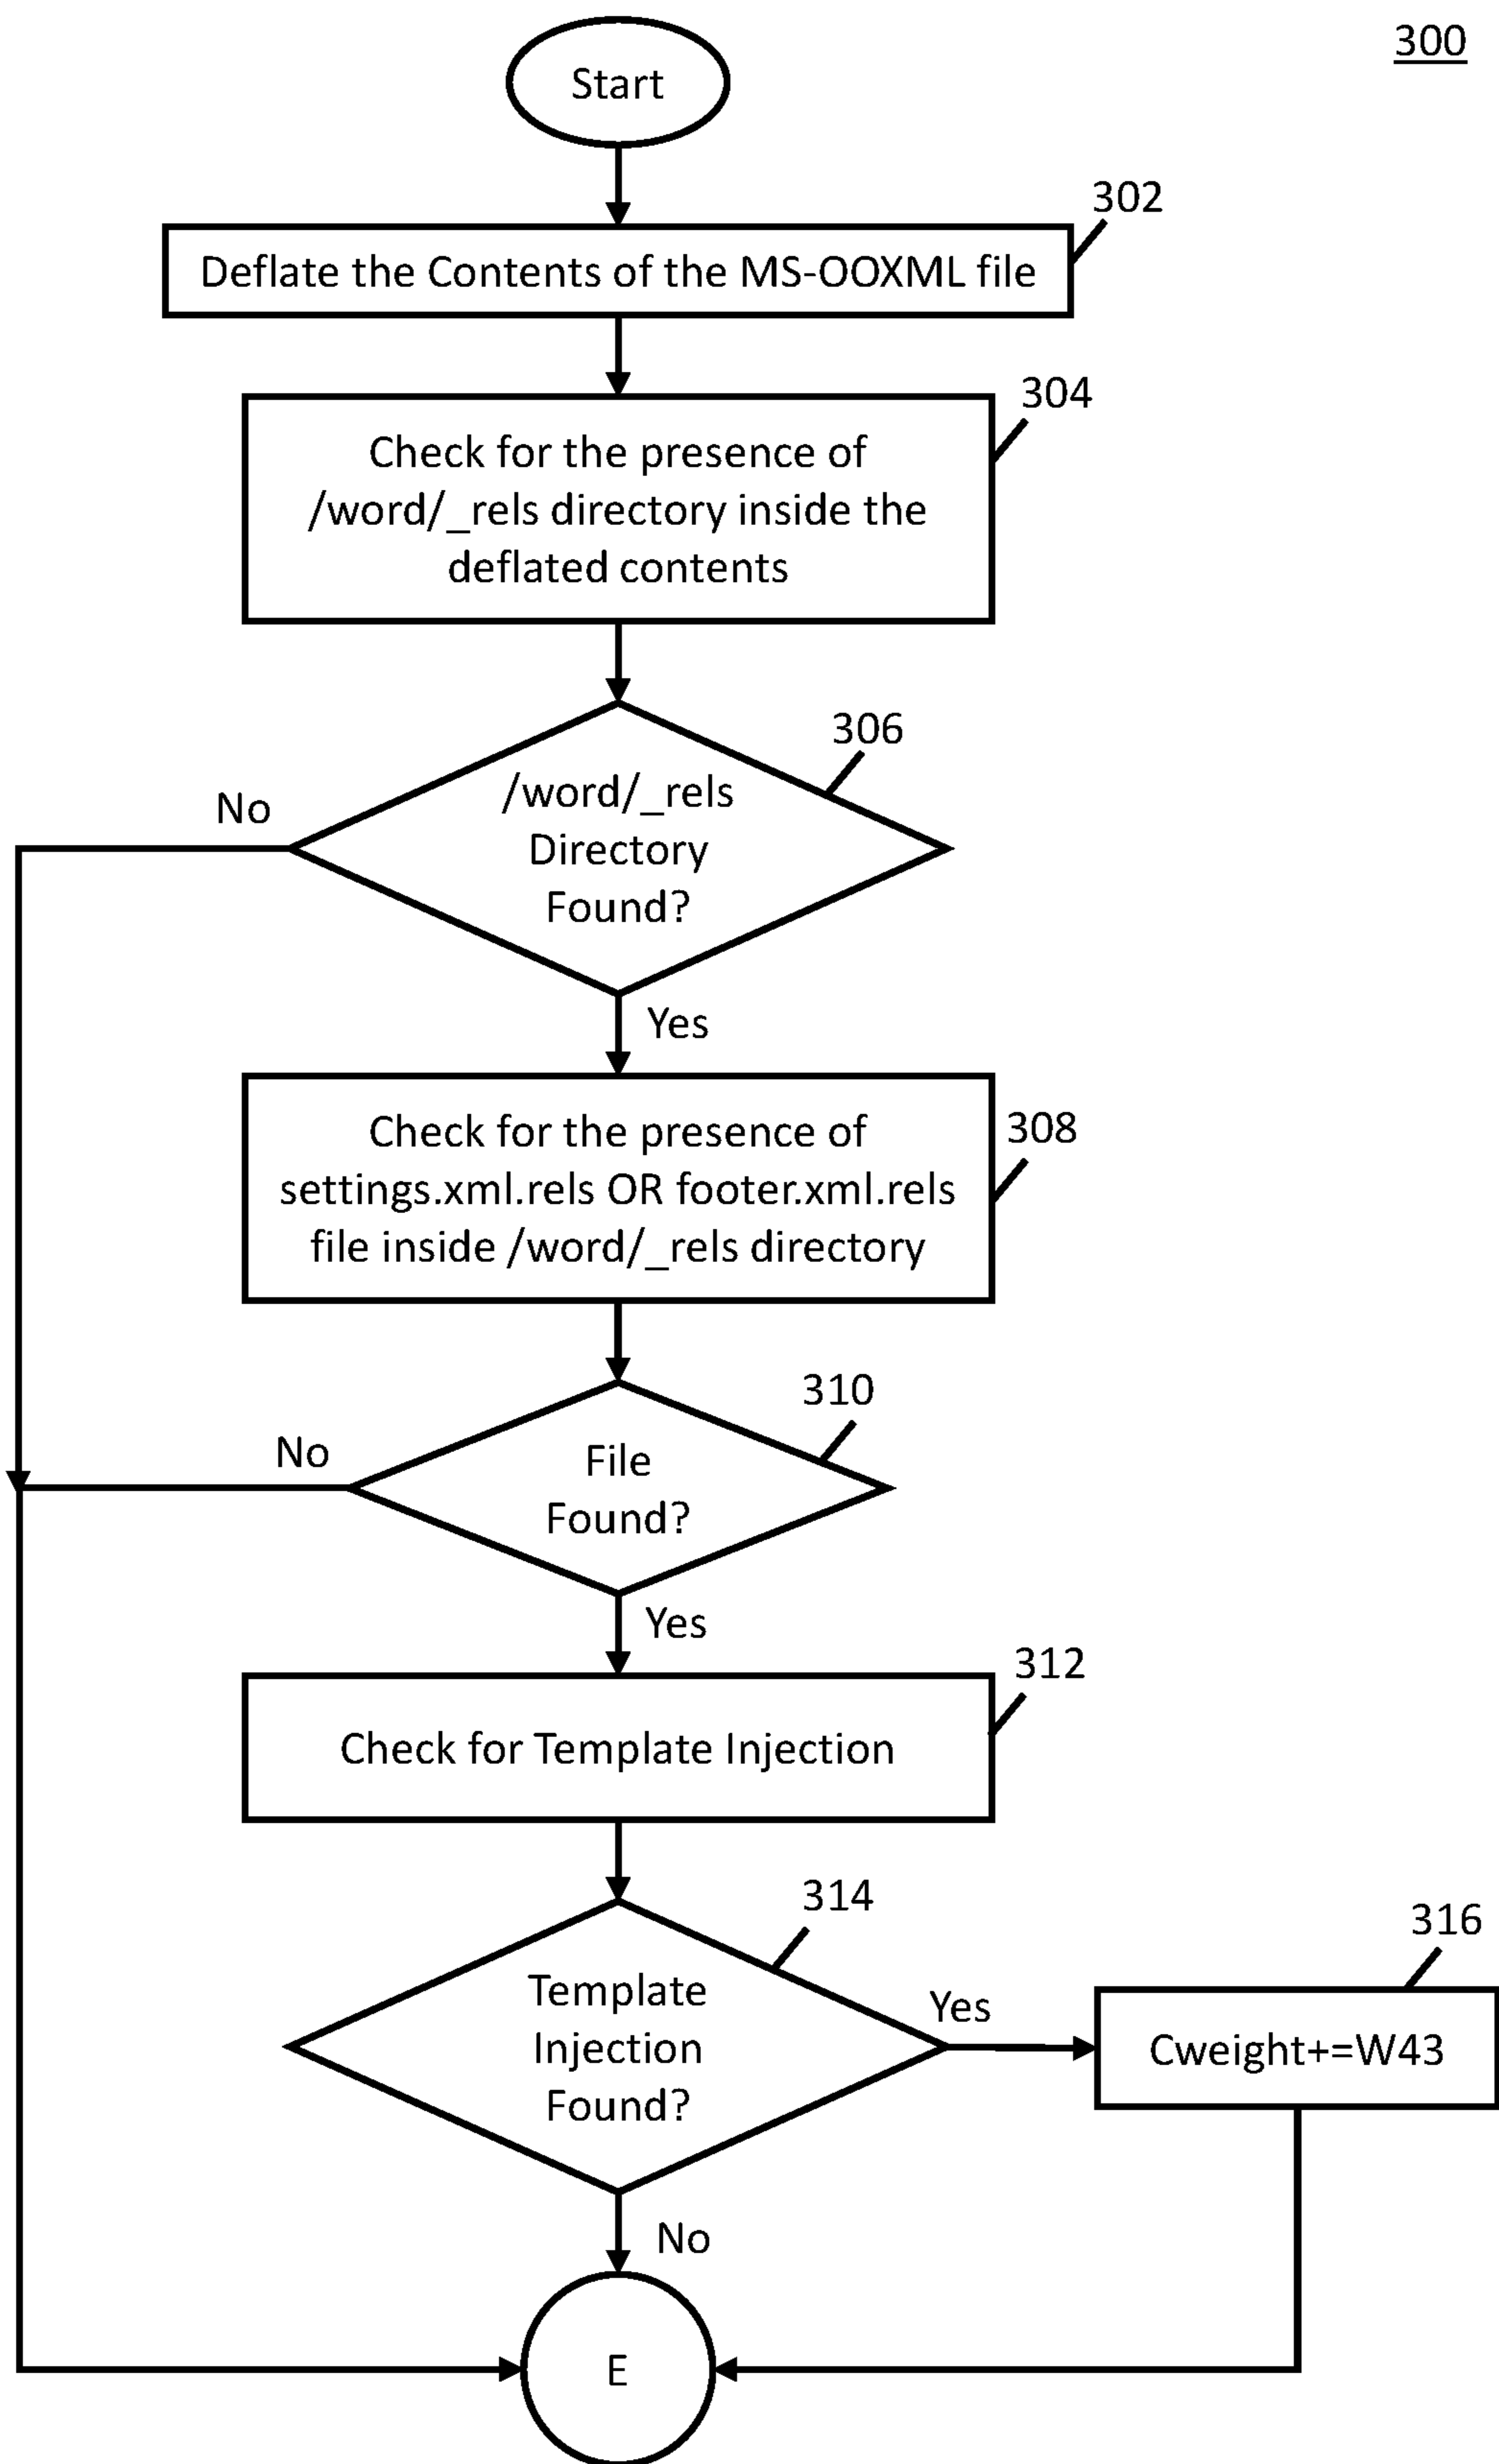 300
Start
302
Deflate the Contents of the MS-OOXML file
304
Check for the presence of
/word/_rels directory inside the
deflated contents
306
No
/word/_rels
Directory
Found?
Yes
308
Check for the presence of
settings.xml.rels OR footer.xml.rels
file inside /word/_rels directory
310
No
File
Found?
Yes
312
Check for Template Injection
314
316
Template
Injection
Found?
Yes
Cweight+=W43
No
E